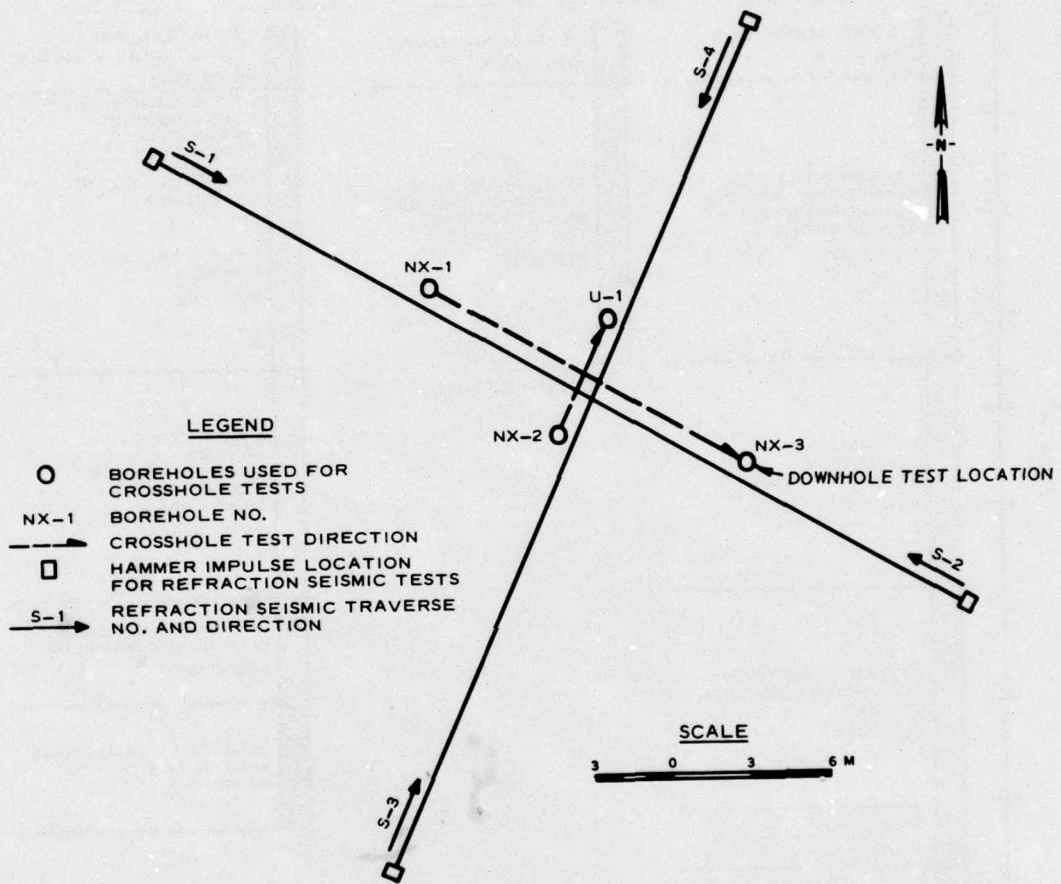 S-4
S-1
-N-
NX-1
U-1
NX-2
NX-3
DOWNHOLE TEST LOCATION
S-2
S-3
LEGEND
BOREHOLES USED FOR
CROSSHOLE TESTS
NX-1 BOREHOLE NO.
CROSSHOLE TEST DIRECTION
HAMMER IMPULSE LOCATION
FOR REFRACTION SEISMIC TESTS
S-1 REFRACTION SEISMIC TRAVERSE
NO. AND DIRECTION
SCALE
3 0 3 6 M